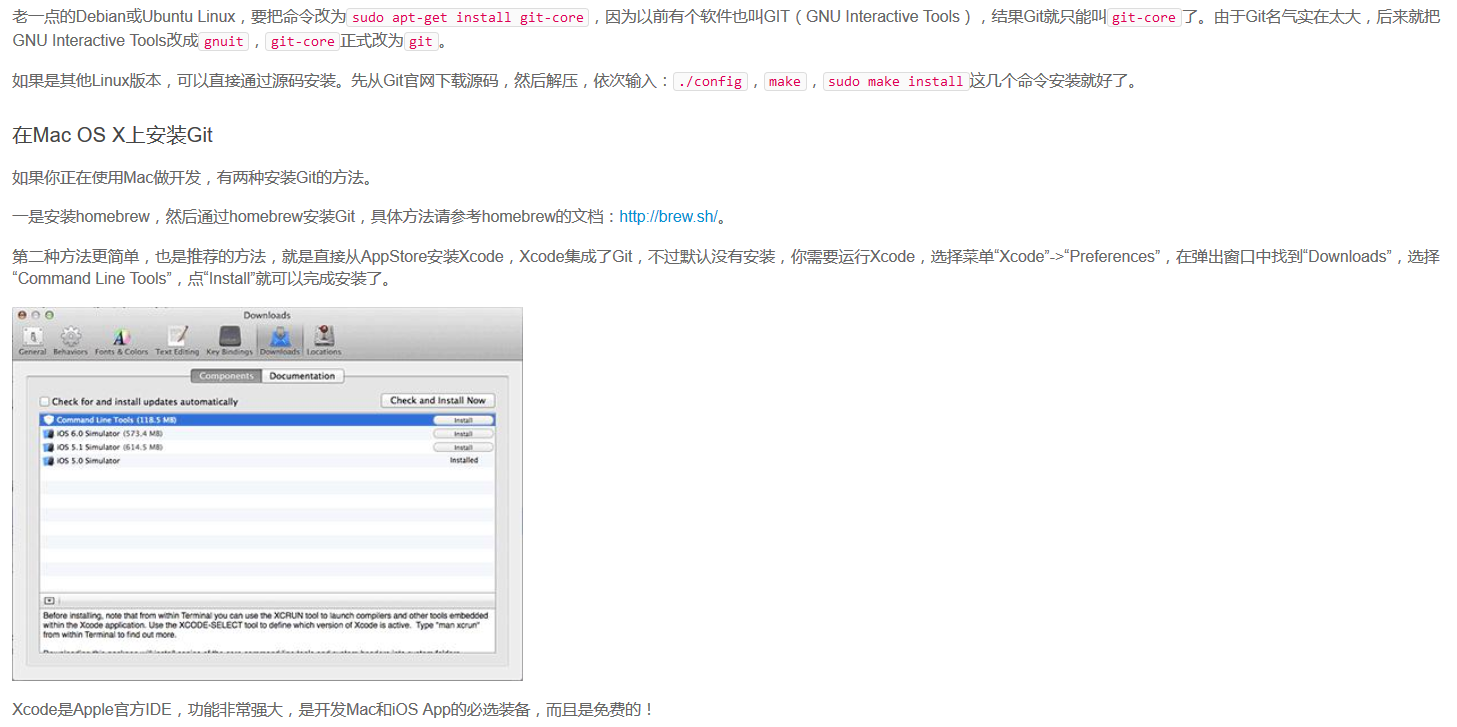 老一点的Debian或Ubuntu Linux，要把命令改为sudo apt-get install git-core，因为以前有个软件也叫GIT（GNU Interactive Tools），结果Git就只能叫git-core了。由于Git名气实在太大，后来就把
GNU Interactive Tools改成gnuit，git-core正式改为git。
如果是其他Linux版本，可以直接通过源码安装。先从Git官网下载源码，然后解压，依次输入：./config，make，sudo make install这几个命令安装就好了。
在Mac OS X上安装Git
如果你正在使用Mac做开发，有两种安装Git的方法。
一是安装homebrew，然后通过homebrew安装Git，具体方法请参考homebrew的文档：http://brew.sh/。
第二种方法更简单，也是推荐的方法，就是直接从AppStore安装Xcode，Xcode集成了Git，不过默认没有安装，你需要运行Xcode，选择菜单“Xcode”->“Preferences”，在弹出窗口中找到“Downloads”，选择
“Command Line Tools”，点“Install”就可以完成安装了。
Downloads
General Behaviors Fonts & Colors Text Editing Key Bindings Downloads Locations
Components Documentation
Check for and install updates automatically Check and Install Now
Command Line Tools (118.5 MB) Install
iOS 6.0 Simulator (573.4 MB) Install
iOS 5.1 Simulator (614.5 MB) Install
iOS 5.0 Simulator Installed
Before installing, note that from within Terminal you can use the XCRUN tool to launch compilers and other tools embedded
within the Xcode application. Use the XCODE-SELECT tool to define which version of Xcode is active. Type "man xcrun"
from within Terminal to find out more.
Xcode是Apple官方IDE，功能非常强大，是开发Mac和iOS App的必选装备，而且是免费的！